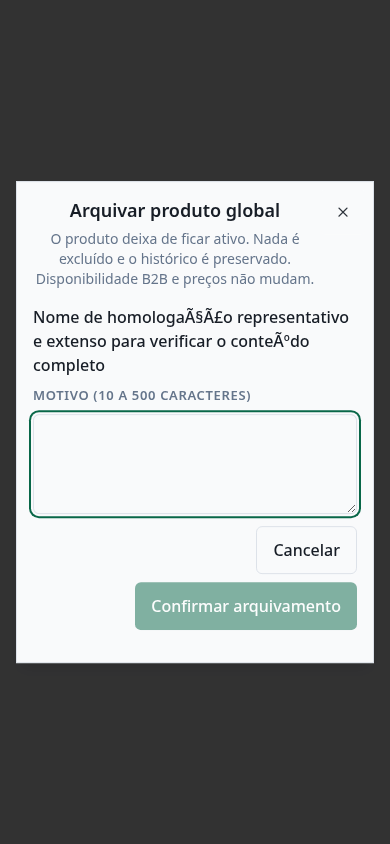 Arquivar produto global
O produto deixa de ficar ativo. Nada é
excluído e o histórico é preservado.
Disponibilidade B2B e preços não mudam.
Nome de homologaÃ§Ã£o representativo
e extenso para verificar o conteÃºdo
completo
MOTIVO (10 A 500 CARACTERES)
Cancelar
Confirmar arquivamento